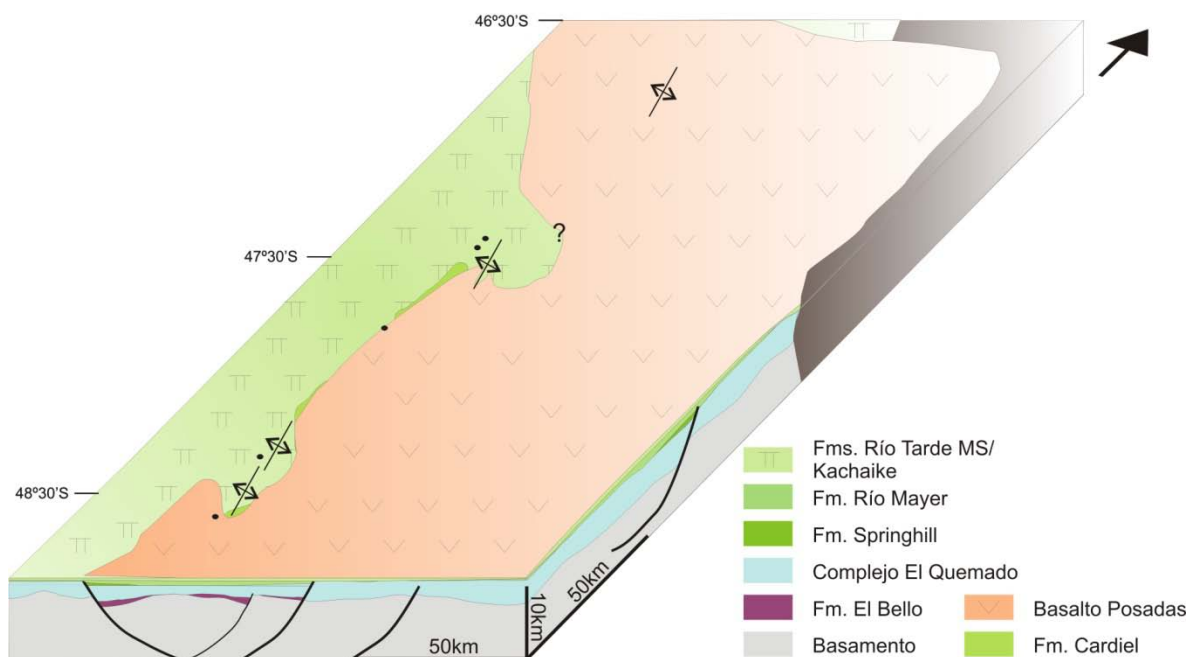 46º30'S
47º30'S
?
48º30'S
Fms. Río Tarde MS/
Kachaike
Fm. Río Mayer
Fm. Springhill
Complejo El Quemado
Fm. El Bello
Basalto Posadas
Basamento
Fm. Cardiel
50km
10km
50km